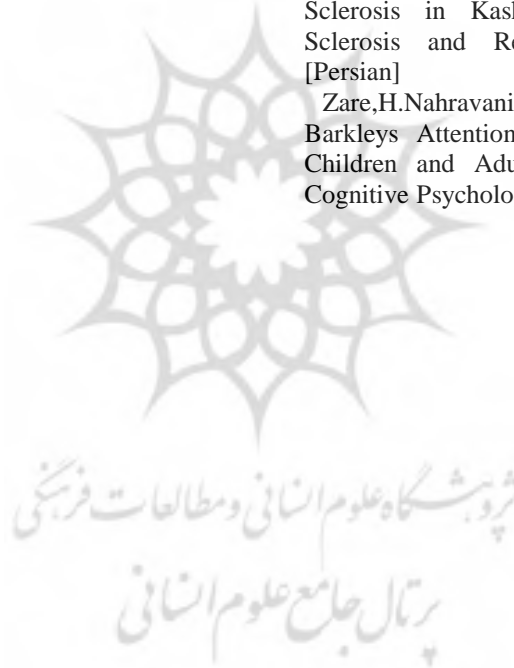 Sclerosis in Kash
Sclerosis and Re
[Persian]
Zare,H.Nahravani
Barkleys Attention
Children and Adu
Cognitive Psycholo
پژوهشگاه علوم انسانی و مطالعات فرهنگی
پرتال جامع علوم انسانی